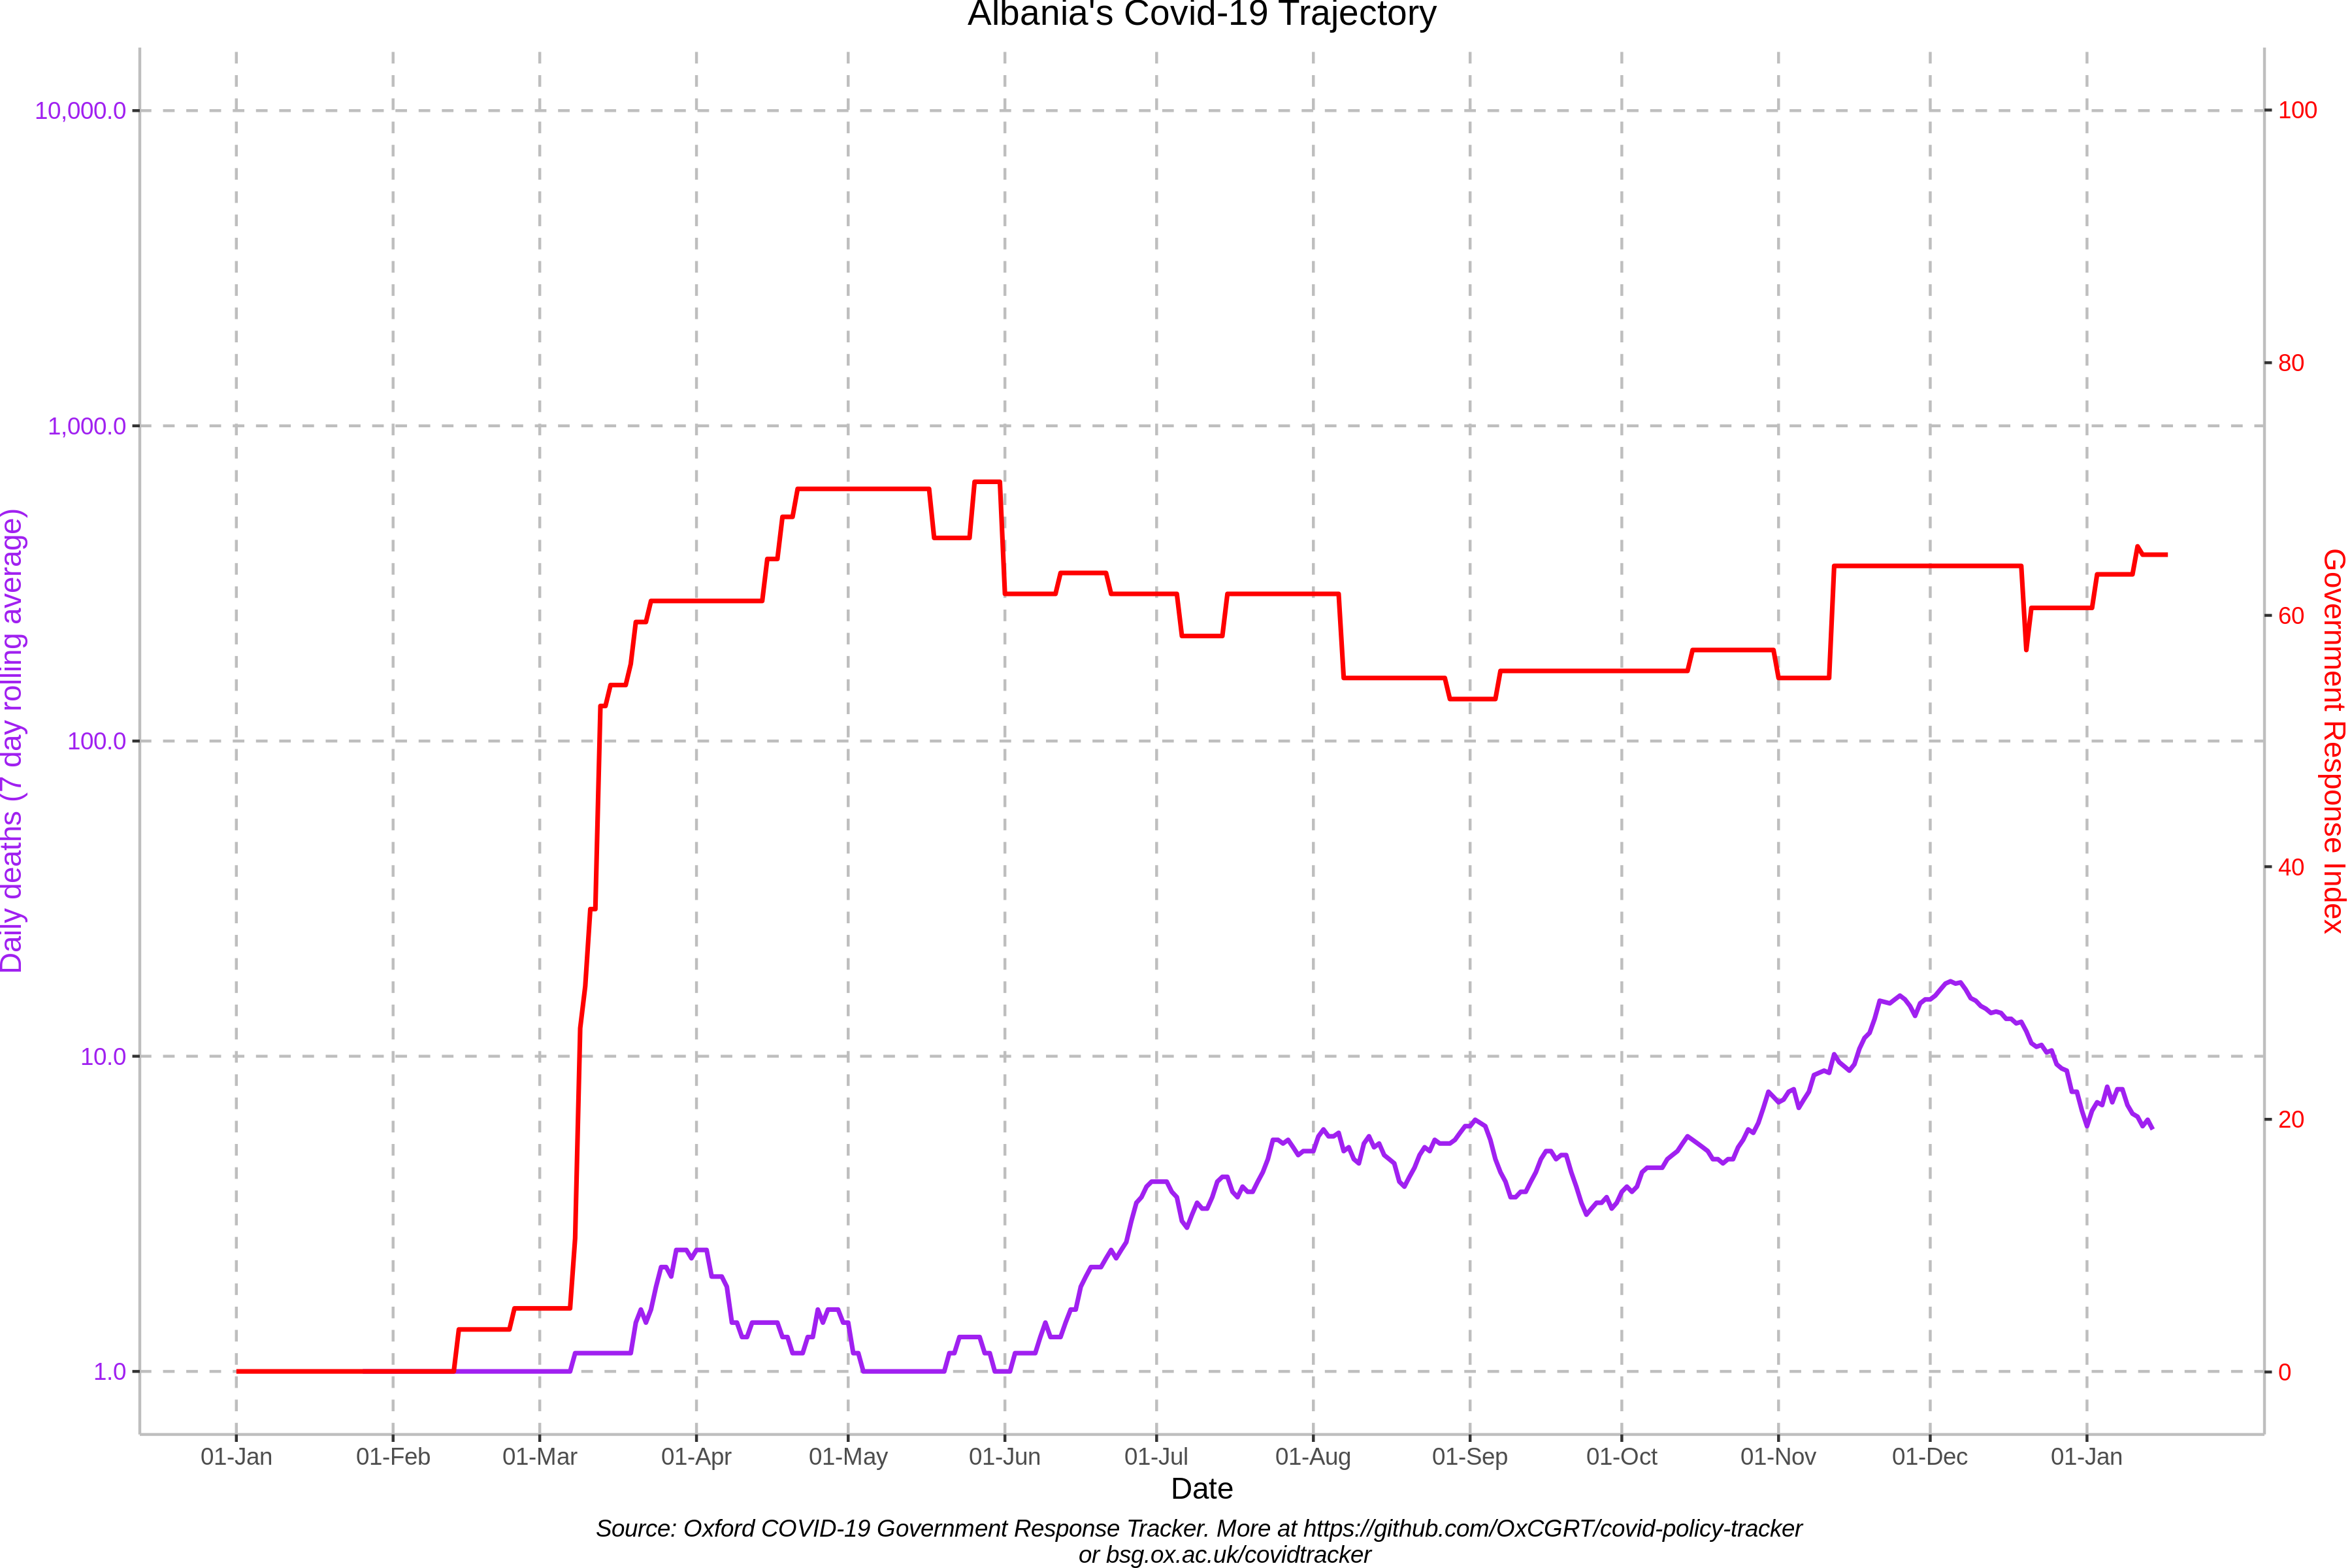 Albania's Covid-19 Trajectory
10,000.0
1,000.0
100.0
10.0
1.0
Daily deaths (7 day rolling average)
100
80
60
40
20
0
Government Response Index
01-Jan 01-Feb 01-Mar 01-Apr 01-May 01-Jun 01-Jul 01-Aug 01-Sep 01-Oct 01-Nov 01-Dec 01-Jan
Date
Source: Oxford COVID-19 Government Response Tracker. More at https://github.com/OxCGRT/covid-policy-tracker
or bsg.ox.ac.uk/covidtracker